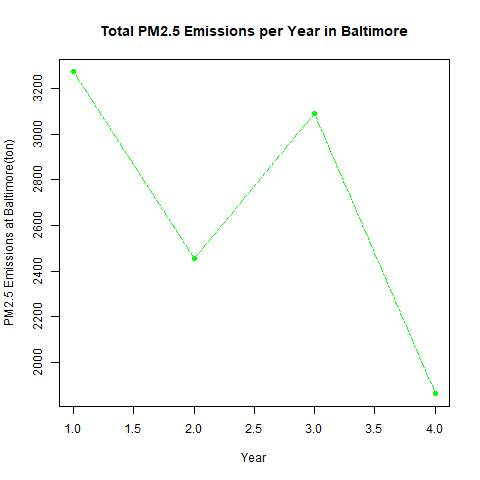 Total PM2.5 Emissions per Year in Baltimore
PM2.5 Emissions at Baltimore(ton)
3200
3000
2800
2600
2400
2200
2000
1.0 1.5 2.0 2.5 3.0 3.5 4.0
Year